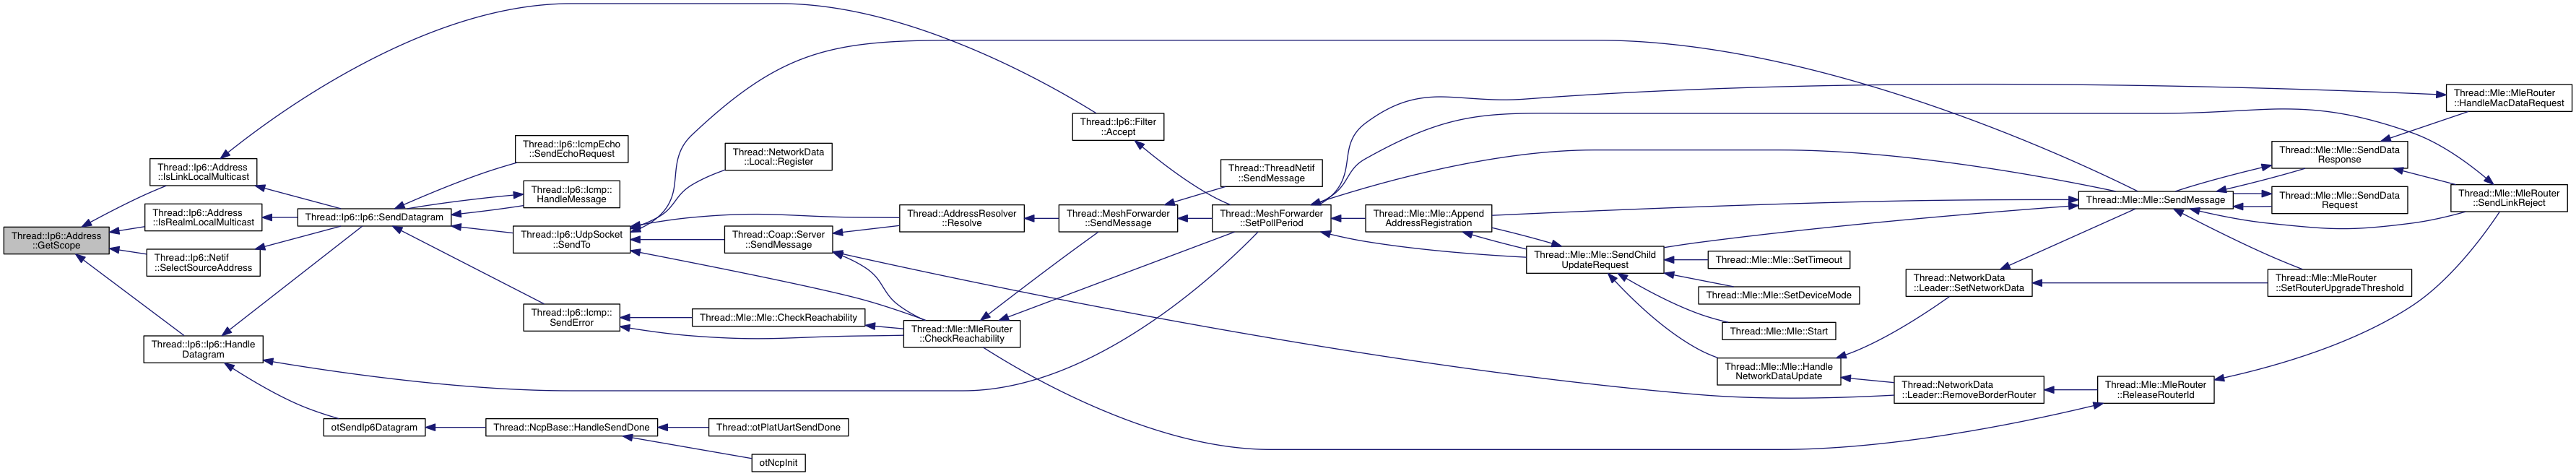 Thread::Ip6::Address
::GetScope
Thread::Ip6::Address
::IsLinkLocalMulticast
Thread::Ip6::Address
::IsRealmLocalMulticast
Thread::Ip6::Netif
::SelectSourceAddress
Thread::Ip6::Ip6::Handle
Datagram
Thread::Ip6::Ip6::SendDatagram
otSendIp6Datagram
Thread::Ip6::IcmpEcho
::SendEchoRequest
Thread::Ip6::Icmp::
HandleMessage
Thread::Ip6::UdpSocket
::SendTo
Thread::Ip6::Icmp::
SendError
Thread::NcpBase::HandleSendDone
Thread::NetworkData
::Local::Register
Thread::Coap::Server
::SendMessage
Thread::Mle::Mle::CheckReachability
Thread::otPlatUartSendDone
otNcpInit
Thread::AddressResolver
::Resolve
Thread::Mle::MleRouter
::CheckReachability
Thread::Ip6::Filter
::Accept
Thread::MeshForwarder
::SendMessage
Thread::ThreadNetif
::SendMessage
Thread::MeshForwarder
::SetPollPeriod
Thread::Mle::Mle::Append
AddressRegistration
Thread::Mle::Mle::SendChild
UpdateRequest
Thread::Mle::Mle::SetTimeout
Thread::Mle::Mle::SetDeviceMode
Thread::Mle::Mle::Start
Thread::Mle::Mle::Handle
NetworkDataUpdate
Thread::NetworkData
::Leader::SetNetworkData
Thread::NetworkData
::Leader::RemoveBorderRouter
Thread::Mle::Mle::SendMessage
Thread::Mle::MleRouter
::ReleaseRouterId
Thread::Mle::Mle::SendData
Response
Thread::Mle::Mle::SendData
Request
Thread::Mle::MleRouter
::SetRouterUpgradeThreshold
Thread::Mle::MleRouter
::HandleMacDataRequest
Thread::Mle::MleRouter
::SendLinkReject